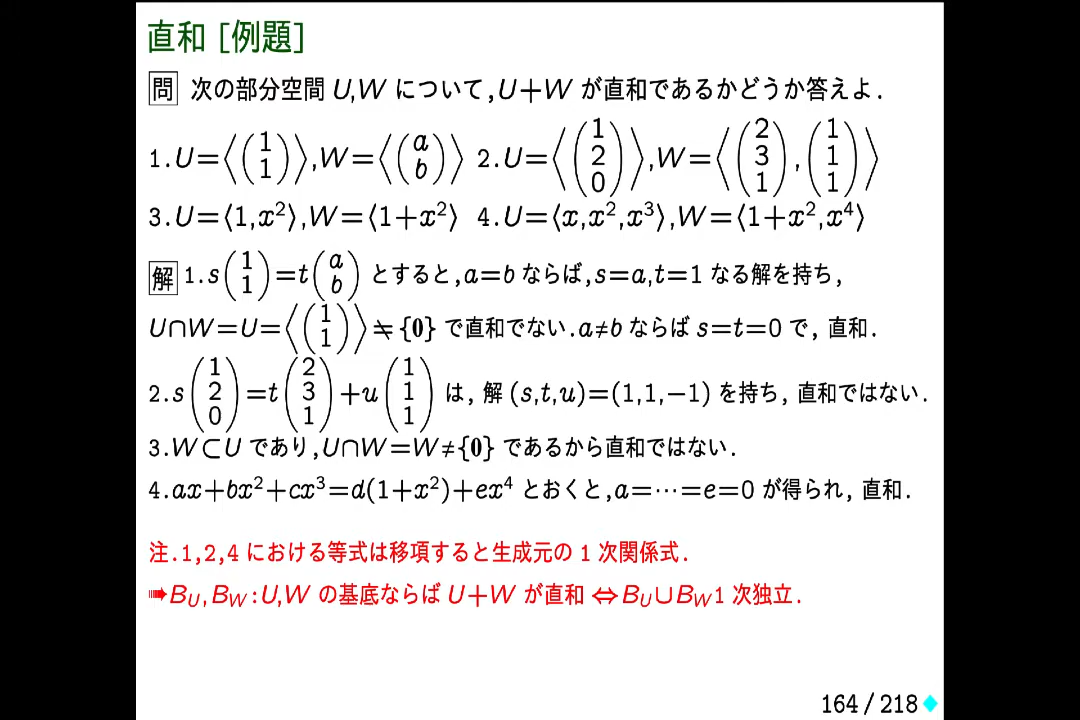 直和 [例題]
問 次の部分空間 U,W について,U+W が直和であるかどうか答えよ.
1.U=⟨(1 1)⟩,W=⟨(a b)⟩ 2.U=⟨(1 2 0)⟩,W=⟨(2 3 1),(1 1 1)⟩
3.U=⟨1,x²⟩,W=⟨1+x²⟩ 4.U=⟨x,x²,x³⟩,W=⟨1+x²,x⁴⟩
解 1.s(1 1)=t(a b) とすると,a=b ならば,s=a,t=1 なる解を持ち,
U∩W=U=⟨(1 1)⟩≒{0} で直和でない.a≠b ならば s=t=0 で, 直和.
2.s(1 2 0)=t(2 3 1)+u(1 1 1) は, 解 (s,t,u)=(1,1,−1) を持ち, 直和ではない.
3.W⊂U であり,U∩W=W≠{0} であるから直和ではない.
4.ax+bx²+cx³=d(1+x²)+ex⁴ とおくと,a=⋯=e=0 が得られ, 直和.
注.1,2,4 における等式は移項すると生成元の 1 次関係式.
➠B_U,B_W:U,W の基底ならば U+W が直和 ⇔B_U∪B_W1 次独立.
164 / 218